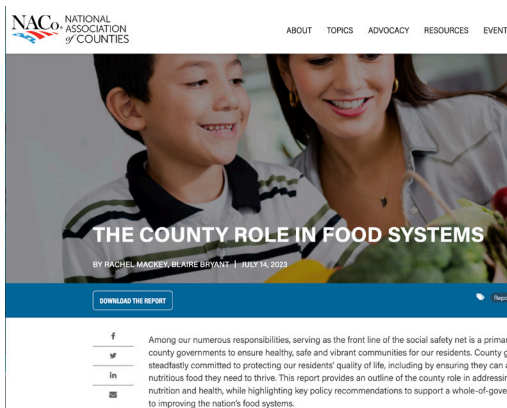 NACo® NATIONAL ASSOCIATION of COUNTIES
ABOUT TOPICS ADVOCACY RESOURCES EVENT
THE COUNTY ROLE IN FOOD SYSTEMS
BY RACHEL MACKEY, BLAIRE BRYANT | JULY 14, 2023
DOWNLOAD THE REPORT
Repo
Among our numerous responsibilities, serving as the front line of the social safety net is a primar
county governments to ensure healthy, safe and vibrant communities for our residents. County g
steadfastly committed to protecting our residents' quality of life, including by ensuring they can a
nutritious food they need to thrive. This report provides an outline of the county role in addressin
nutrition and health, while highlighting key policy recommendations to support a whole-of-gove
to improving the nation's food systems.